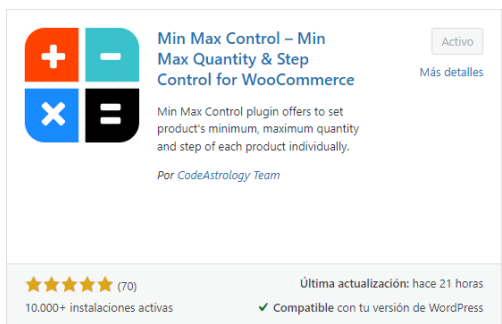 Min Max Control – Min
Max Quantity & Step
Control for WooCommerce
Activo
Más detalles
Min Max Control plugin offers to set
product's minimum, maximum quantity
and step of each product individually.
Por CodeAstrology Team
(70)
10.000+ instalaciones activas
Última actualización: hace 21 horas
Compatible con tu versión de WordPress